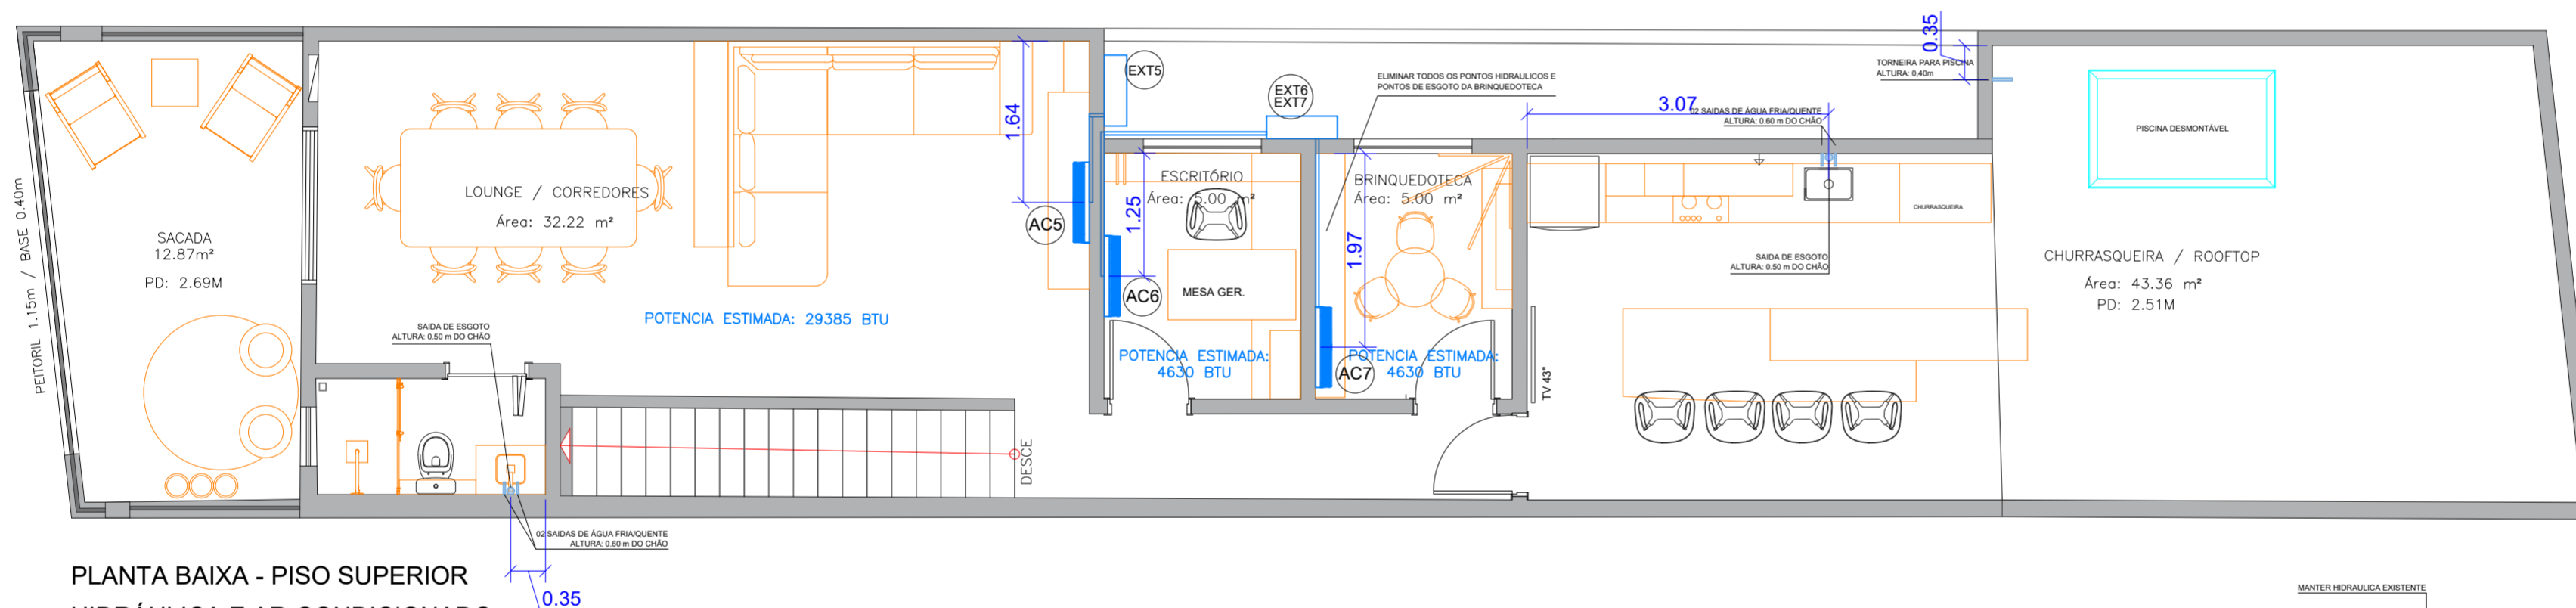 0.35
TORNEIRA PARA PISCINA
ALTURA: 0,40m
EXT5
EXT6
EXT7
ELIMINAR TODOS OS PONTOS HIDRAULICOS E
PONTOS DE ESGOTO DA BRINQUEDOTECA
3.07
02 SAIDAS DE ÁGUA FRIA/QUENTE
ALTURA: 0.60 m DO CHÃO
1.64
PISCINA DESMONTÁVEL
LOUNGE / CORREDORES
Área: 32.22 m²
ESCRITÓRIO
Área: 5.00 m²
BRINQUEDOTECA
Área: 5.00 m²
CHURRASQUEIRA
PEITORIL 1.15m / BASE 0.40m
SACADA
12.87m²
PD: 2.69M
AC5
1.25
1.97
SAIDA DE ESGOTO
ALTURA: 0.50 m DO CHÃO
CHURRASQUEIRA / ROOFTOP
Área: 43.36 m²
PD: 2.51M
AC6
MESA GER.
POTENCIA ESTIMADA: 29385 BTU
SAIDA DE ESGOTO
ALTURA: 0.50 m DO CHÃO
POTENCIA ESTIMADA:
4630 BTU
POTENCIA ESTIMADA:
4630 BTU
AC7
TV 43"
DESCE
02 SAIDAS DE ÁGUA FRIA/QUENTE
ALTURA: 0.60 m DO CHÃO
0.35
PLANTA BAIXA - PISO SUPERIOR
HIDRÁULICA E AR CONDICIONADO
MANTER HIDRAULICA EXISTENTE